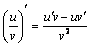 (u/v)' = (u'v - uv')/v²